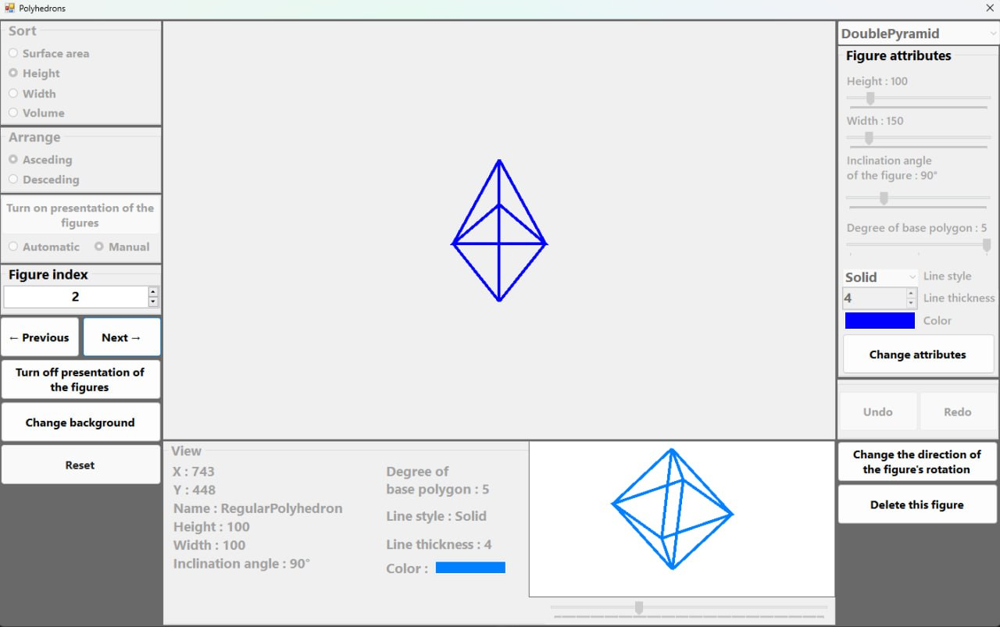 Polyhedrons
Sort
Surface area
Height
Width
Volume
Arrange
Asceding
Desceding
Turn on presentation of the
figures
Automatic
Manual
Figure index
2
← Previous
Next →
Turn off presentation of
the figures
Change background
Reset
View
X : 743
Y : 448
Name : RegularPolyhedron
Height : 100
Width : 100
Inclination angle : 90°
Degree of
base polygon : 5
Line style : Solid
Line thickness : 4
Color :
DoublePyramid
Figure attributes
Height : 100
Width : 150
Inclination angle
of the figure : 90°
Degree of base polygon : 5
Solid
Line style
4
Line thickness
Color
Change attributes
Undo
Redo
Change the direction of
the figure's rotation
Delete this figure